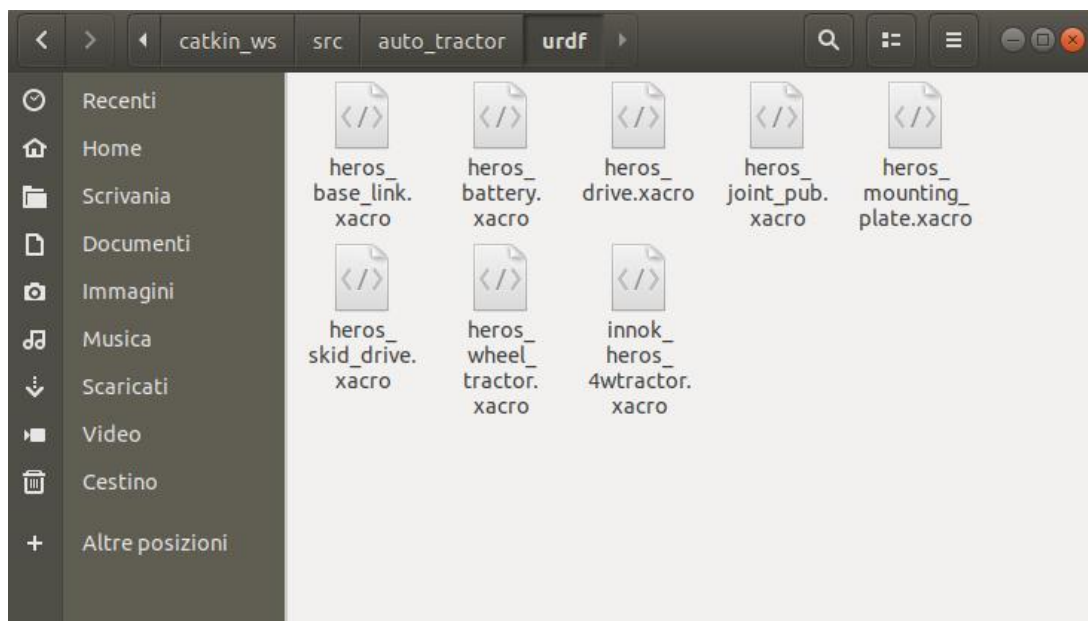 catkin_ws src auto_tractor urdf
Recenti
Home
Scrivania
Documenti
Immagini
Musica
Scaricati
Video
Cestino
Altre posizioni
heros_
base_link.
xacro
heros_
battery.
xacro
heros_
drive.xacro
heros_
joint_pub.
xacro
heros_
mounting_
plate.xacro
heros_
skid_drive.
xacro
heros_
wheel_
tractor.
xacro
innok_
heros_
4wtractor.
xacro